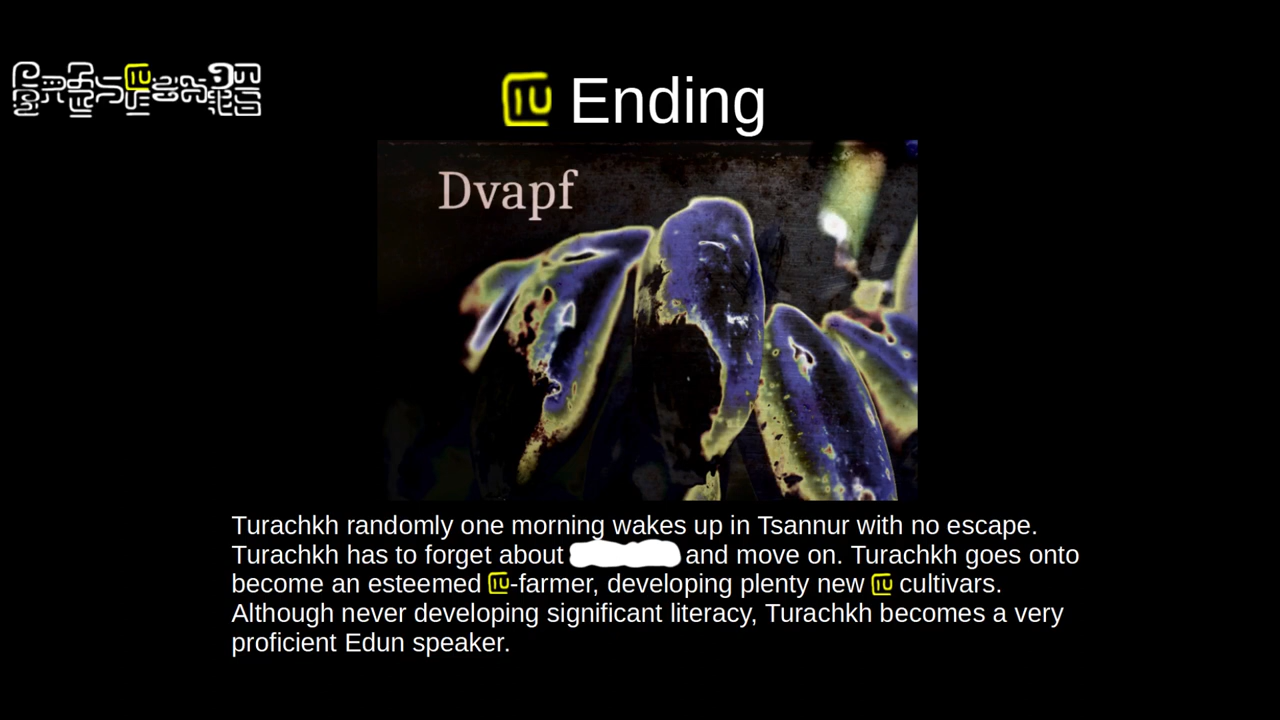 Ending
Dvapf
Turachkh randomly one morning wakes up in Tsannur with no escape.
Turachkh has to forget about and move on. Turachkh goes onto
become an esteemed -farmer, developing plenty new cultivars.
Although never developing significant literacy, Turachkh becomes a very
proficient Edun speaker.